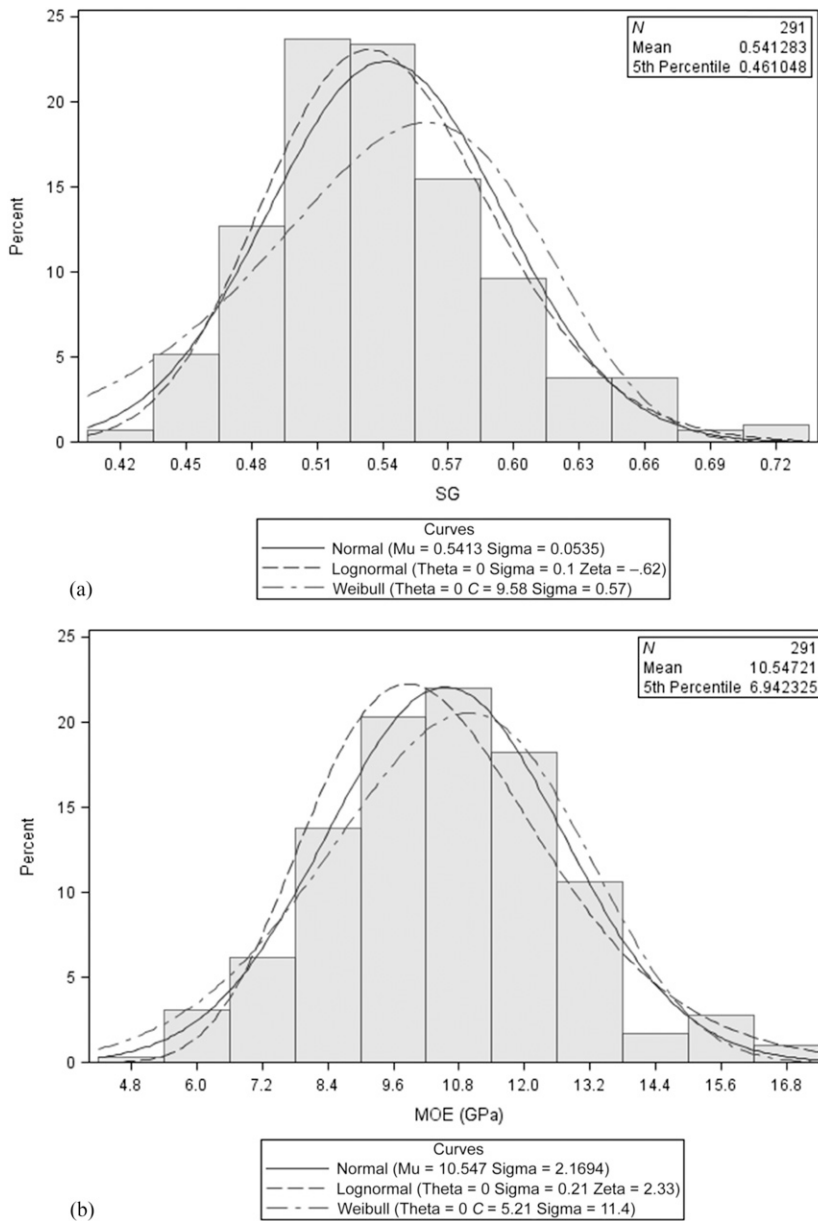 25
20
15
10
5
0
Percent
N 291
Mean 0.541283
5th Percentile 0.461048
0.42 0.45 0.48 0.51 0.54 0.57 0.60 0.63 0.66 0.69 0.72
SG
Curves
Normal (Mu = 0.5413 Sigma = 0.0535)
Lognormal (Theta = 0 Sigma = 0.1 Zeta = –.62)
Weibull (Theta = 0 C = 9.58 Sigma = 0.57)
(a)
25
20
15
10
5
0
Percent
N 291
Mean 10.54721
5th Percentile 6.942325
4.8 6.0 7.2 8.4 9.6 10.8 12.0 13.2 14.4 15.6 16.8
MOE (GPa)
Curves
Normal (Mu = 10.547 Sigma = 2.1694)
Lognormal (Theta = 0 Sigma = 0.21 Zeta = 2.33)
Weibull (Theta = 0 C = 5.21 Sigma = 11.4)
(b)